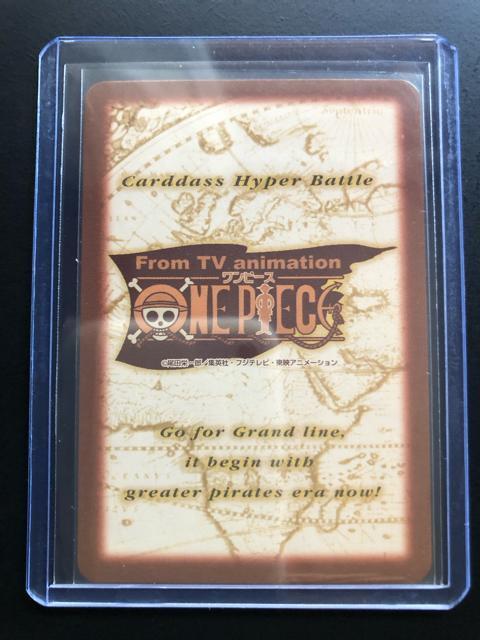 Septentrio
Carddass Hyper Battle
From TV animation
ワンピース
ONE PIECE
©尾田栄一郎/集英社・フジテレビ・東映アニメーション
Go for Grand line,
it begin with
greater pirates era now!